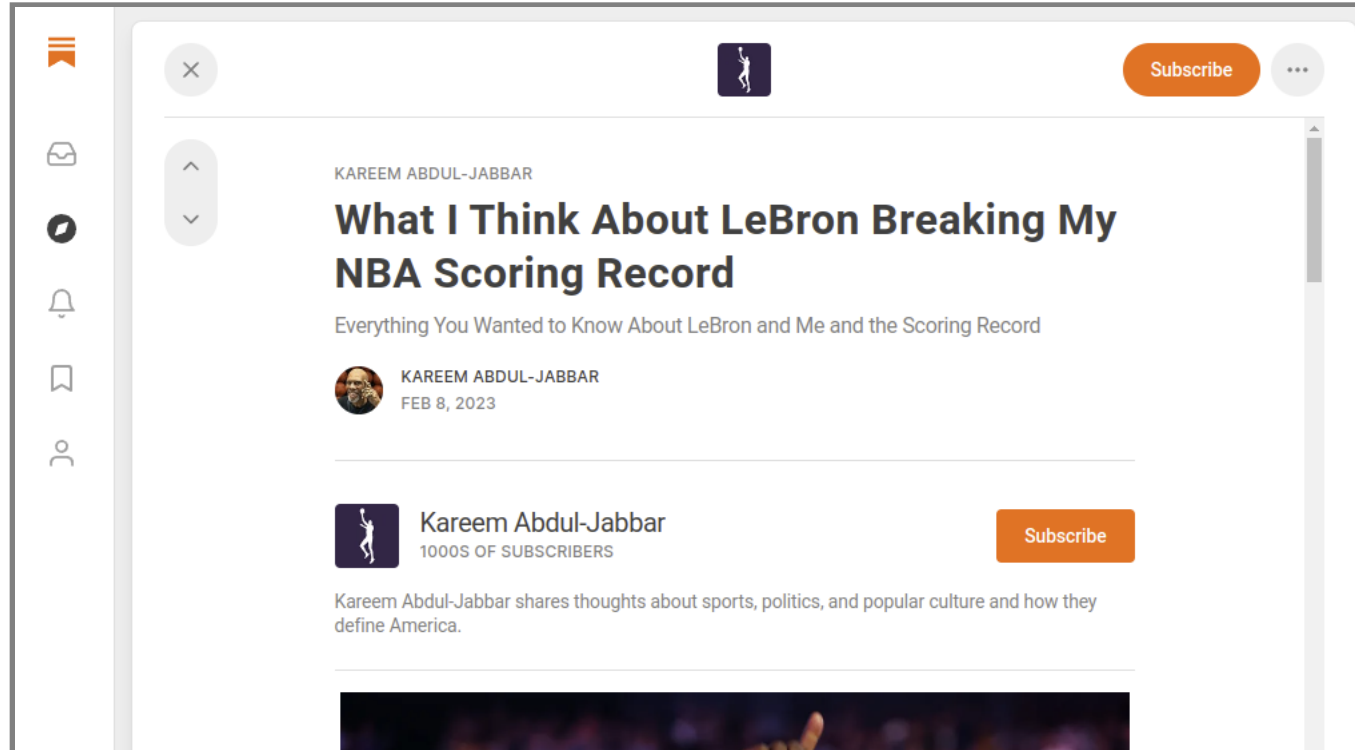 Subscribe
KAREEM ABDUL-JABBAR
What I Think About LeBron Breaking My
NBA Scoring Record
Everything You Wanted to Know About LeBron and Me and the Scoring Record
KAREEM ABDUL-JABBAR
FEB 8, 2023
Kareem Abdul-Jabbar
1000S OF SUBSCRIBERS
Subscribe
Kareem Abdul-Jabbar shares thoughts about sports, politics, and popular culture and how they
define America.